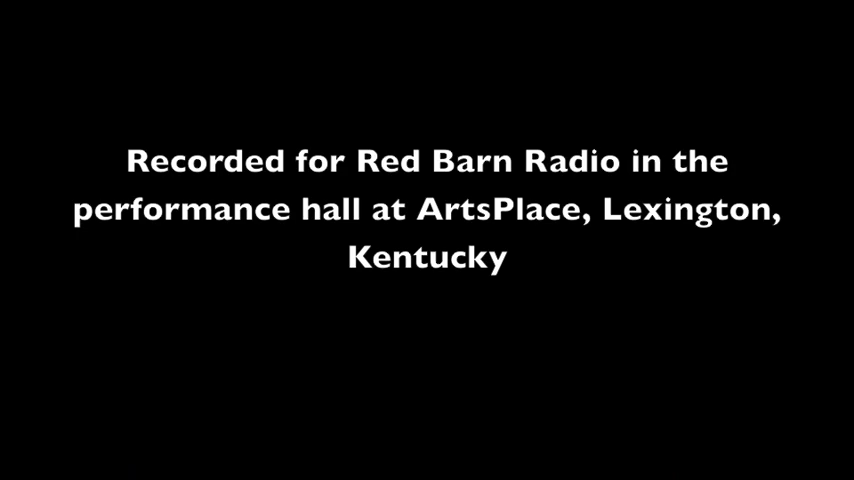 Recorded for Red Barn Radio in the
performance hall at ArtsPlace, Lexington,
Kentucky